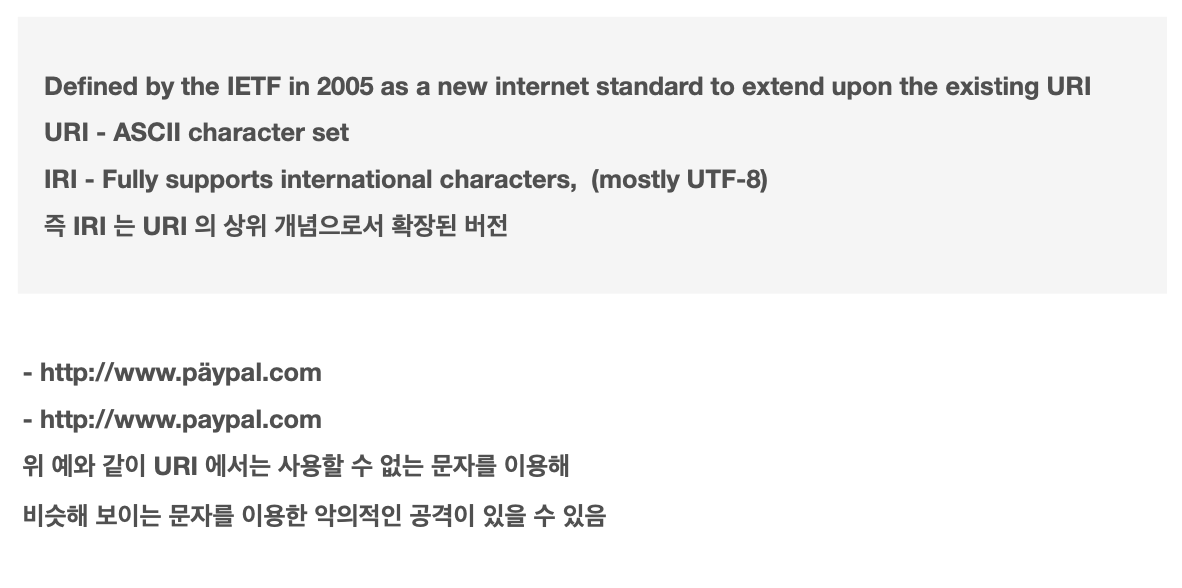 Defined by the IETF in 2005 as a new internet standard to extend upon the existing URI
URI - ASCII character set
IRI - Fully supports international characters,  (mostly UTF-8)
즉 IRI 는 URI 의 상위 개념으로서 확장된 버전
- http://www.päypal.com
- http://www.paypal.com
위 예와 같이 URI 에서는 사용할 수 없는 문자를 이용해
비슷해 보이는 문자를 이용한 악의적인 공격이 있을 수 있음